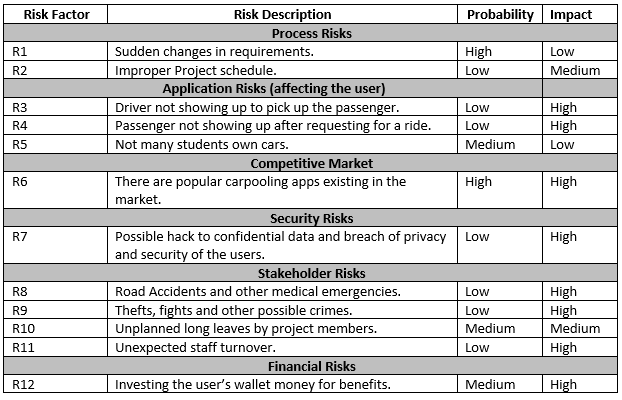 Risk Factor Risk Description Probability Impact
Process Risks
R1 Sudden changes in requirements. High Low
R2 Improper Project schedule. Low Medium
Application Risks (affecting the user)
R3 Driver not showing up to pick up the passenger. Low High
R4 Passenger not showing up after requesting for a ride. Low High
R5 Not many students own cars. Medium Low
Competitive Market
R6 There are popular carpooling apps existing in the High High
market.
Security Risks
R7 Possible hack to confidential data and breach of privacy Low High
and security of the users.
Stakeholder Risks
R8 Road Accidents and other medical emergencies. Low High
R9 Thefts, fights and other possible crimes. Low High
R10 Unplanned long leaves by project members. Medium Medium
R11 Unexpected staff turnover. Low High
Financial Risks
R12 Investing the user’s wallet money for benefits. Medium High